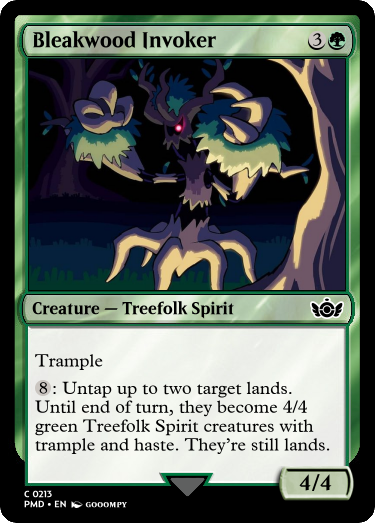 Bleakwood Invoker 3
Creature — Treefolk Spirit
Trample
8: Untap up to two target lands.
Until end of turn, they become 4/4
green Treefolk Spirit creatures with
trample and haste. They're still lands.
4/4
C 0213
PMD • EN GOOOMPY